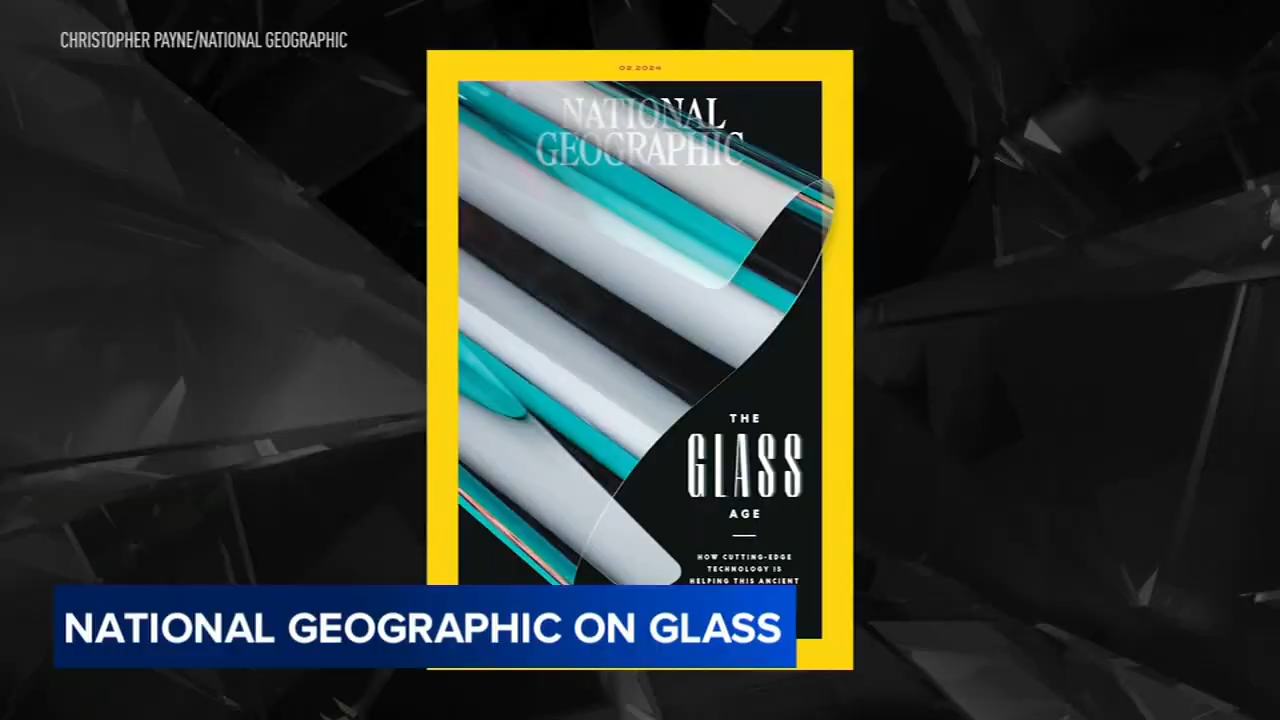 CHRISTOPHER PAYNE/NATIONAL GEOGRAPHIC
02.2024
NATIONAL
GEOGRAPHIC
THE
GLASS
AGE
HOW CUTTING-EDGE
TECHNOLOGY IS
HELPING THIS ANCIENT
NATIONAL GEOGRAPHIC ON GLASS